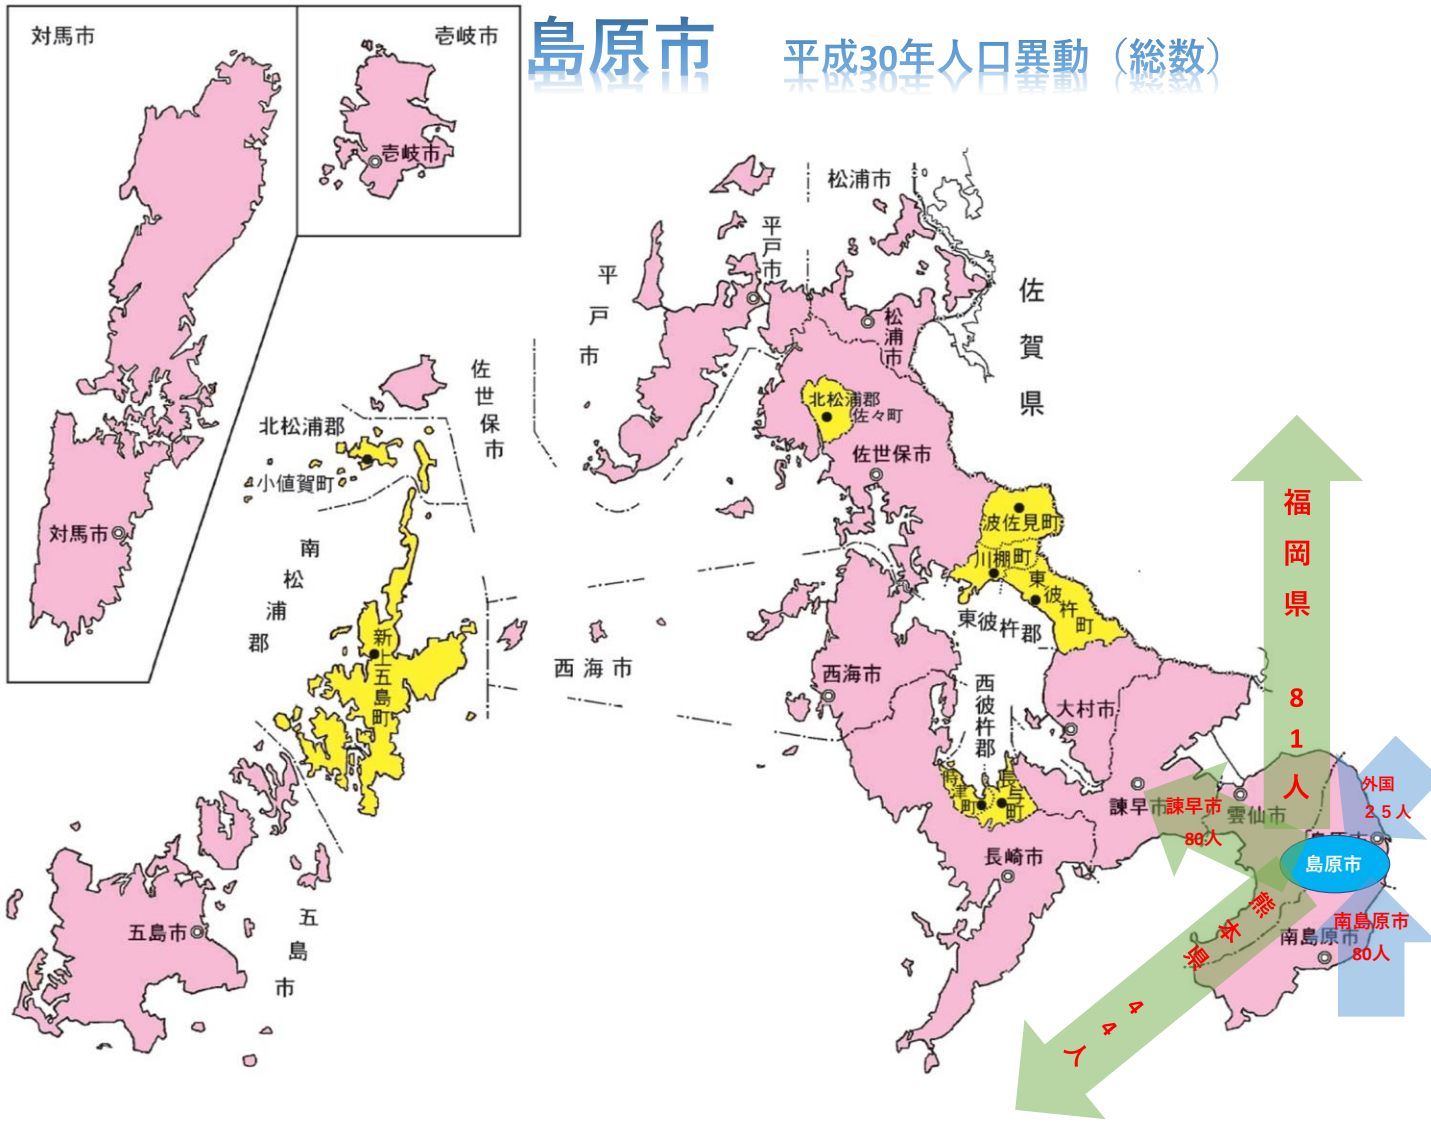 島原市 平成30年人口異動（総数）
対馬市
壱岐市
壱岐市
対馬市
松浦市
平戸市
平戸市
松浦市
佐賀県
佐世保市
北松浦郡
小値賀町
北松浦郡
佐々町
佐世保市
波佐見町
川棚町
東彼杵町
東彼杵郡
南松浦郡
新上五島町
西海市
西海市
西彼杵郡
大村市
時津町
長与町
諫早市
雲仙市
長崎市
島原市
南島原市
五島市
五島市
福岡県 81人
外国
25人
諫早市
80人
島原市
南島原市
80人
熊本県 44人